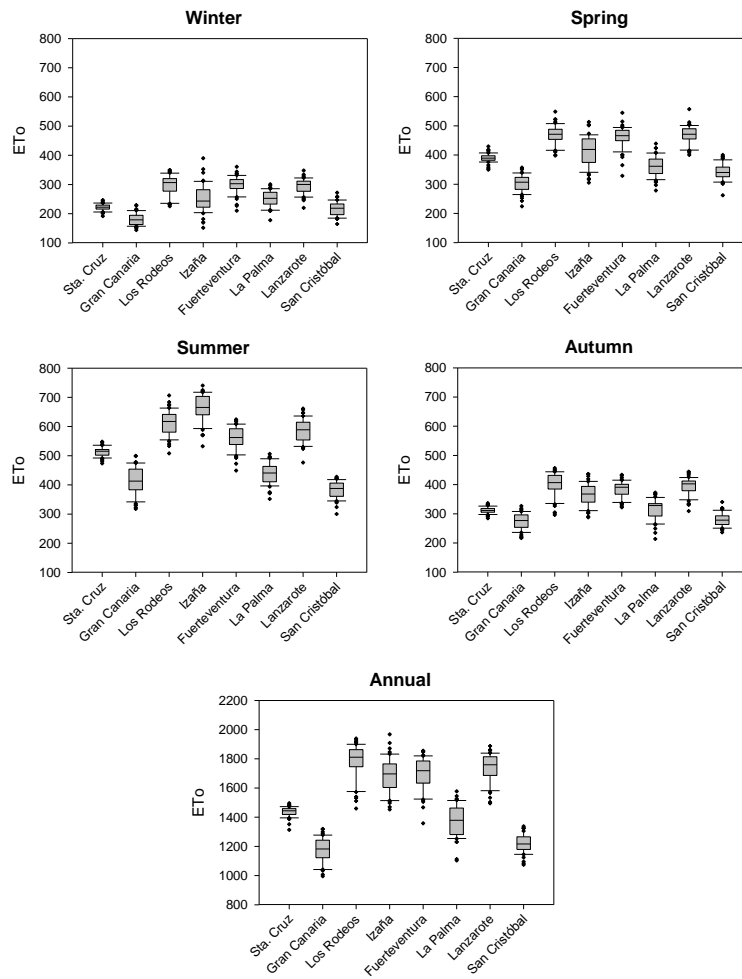 Winter
Spring
800
700
600
500
400
300
200
100
ETo
Sta. Cruz
Gran Canaria
Los Rodeos
Izaña
Fuerteventura
La Palma
Lanzarote
San Cristóbal
800
700
600
500
400
300
200
100
ETo
Sta. Cruz
Gran Canaria
Los Rodeos
Izaña
Fuerteventura
La Palma
Lanzarote
San Cristóbal
Summer
Autumn
800
700
600
500
400
300
200
100
ETo
Sta. Cruz
Gran Canaria
Los Rodeos
Izaña
Fuerteventura
La Palma
Lanzarote
San Cristóbal
800
700
600
500
400
300
200
100
ETo
Sta. Cruz
Gran Canaria
Los Rodeos
Izaña
Fuerteventura
La Palma
Lanzarote
San Cristóbal
Annual
2200
2000
1800
1600
1400
1200
1000
800
ETo
Sta. Cruz
Gran Canaria
Los Rodeos
Izaña
Fuerteventura
La Palma
Lanzarote
San Cristóbal